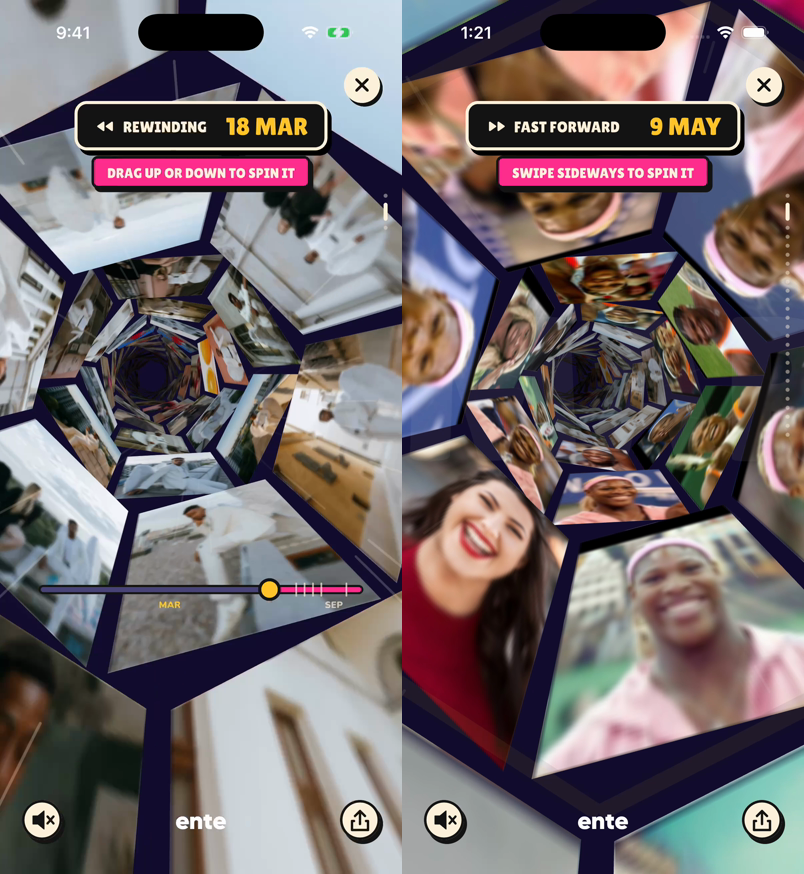 9:41
REWINDING 18 MAR
DRAG UP OR DOWN TO SPIN IT
MAR
SEP
ente
1:21
FAST FORWARD 9 MAY
SWIPE SIDEWAYS TO SPIN IT
ente